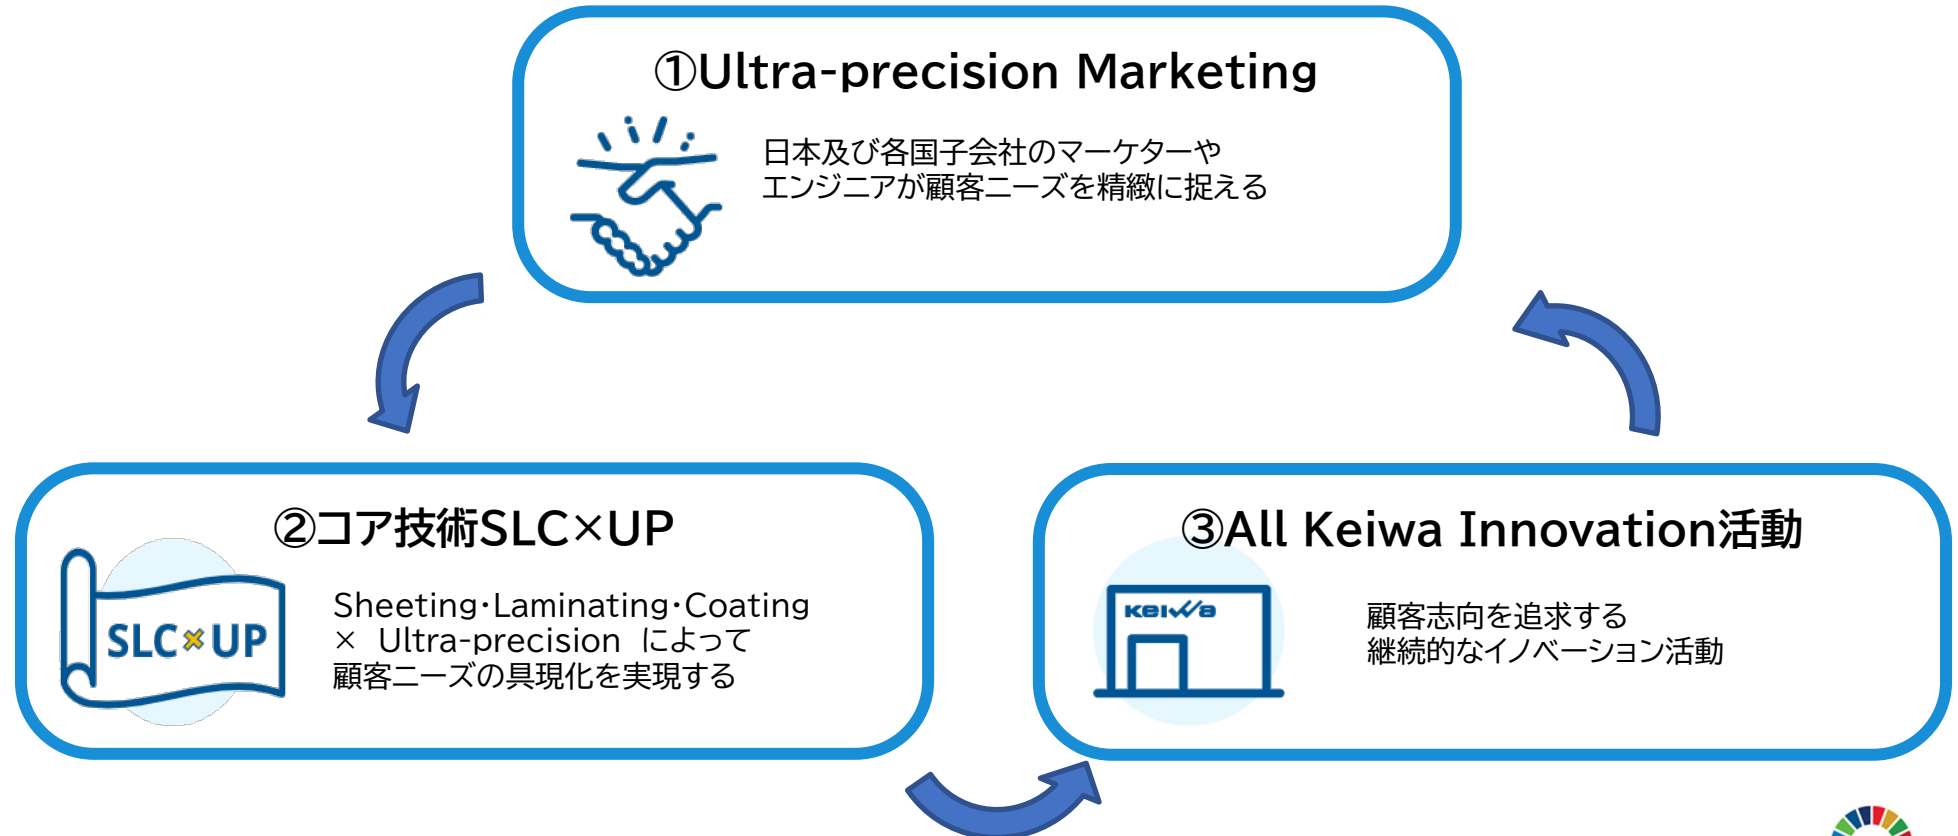 ①Ultra-precision Marketing
日本及び各国子会社のマーケターや
エンジニアが顧客ニーズを精緻に捉える
②コア技術SLC×UP
SLC×UP
Sheeting・Laminating・Coating
× Ultra-precision によって
顧客ニーズの具現化を実現する
③All Keiwa Innovation活動
Keiwa
顧客志向を追求する
継続的なイノベーション活動